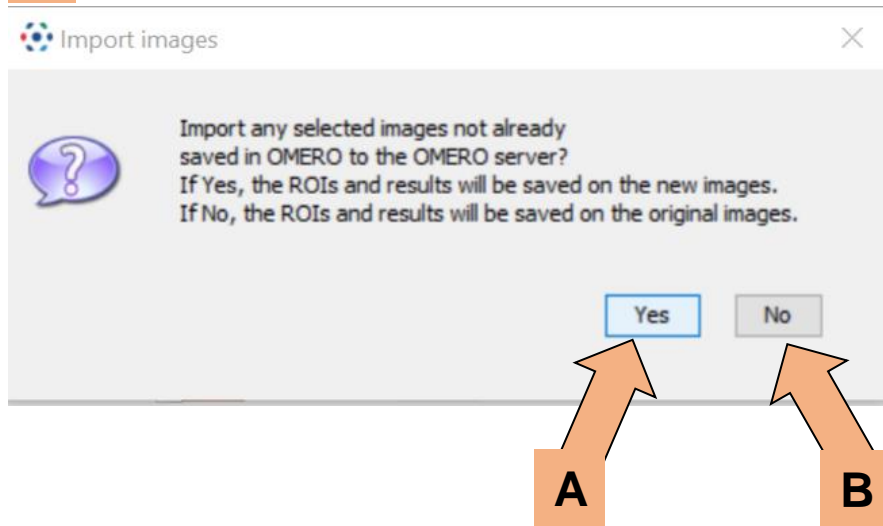 Import images
Import any selected images not already
saved in OMERO to the OMERO server?
If Yes, the ROIs and results will be saved on the new images.
If No, the ROIs and results will be saved on the original images.
Yes No
A B